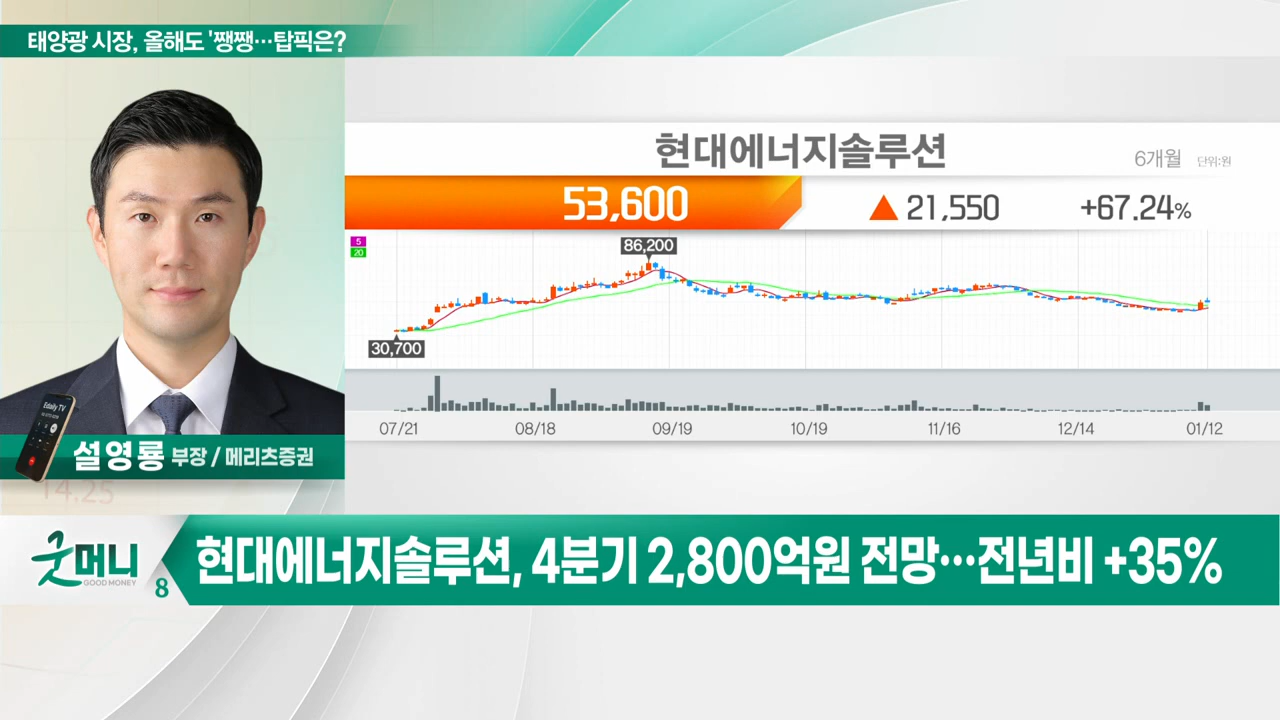 태양광 시장, 올해도 '쨍쨍…탑픽은?
현대에너지솔루션
6개월 단위:원
53,600 ▲ 21,550 +67.24%
5
20
86,200
30,700
07/21 08/18 09/19 10/19 11/16 12/14 01/12
Edaily TV
설영룡 부장 / 메리츠증권
14.25
굿머니
GOOD MONEY
8
현대에너지솔루션, 4분기 2,800억원 전망…전년비 +35%